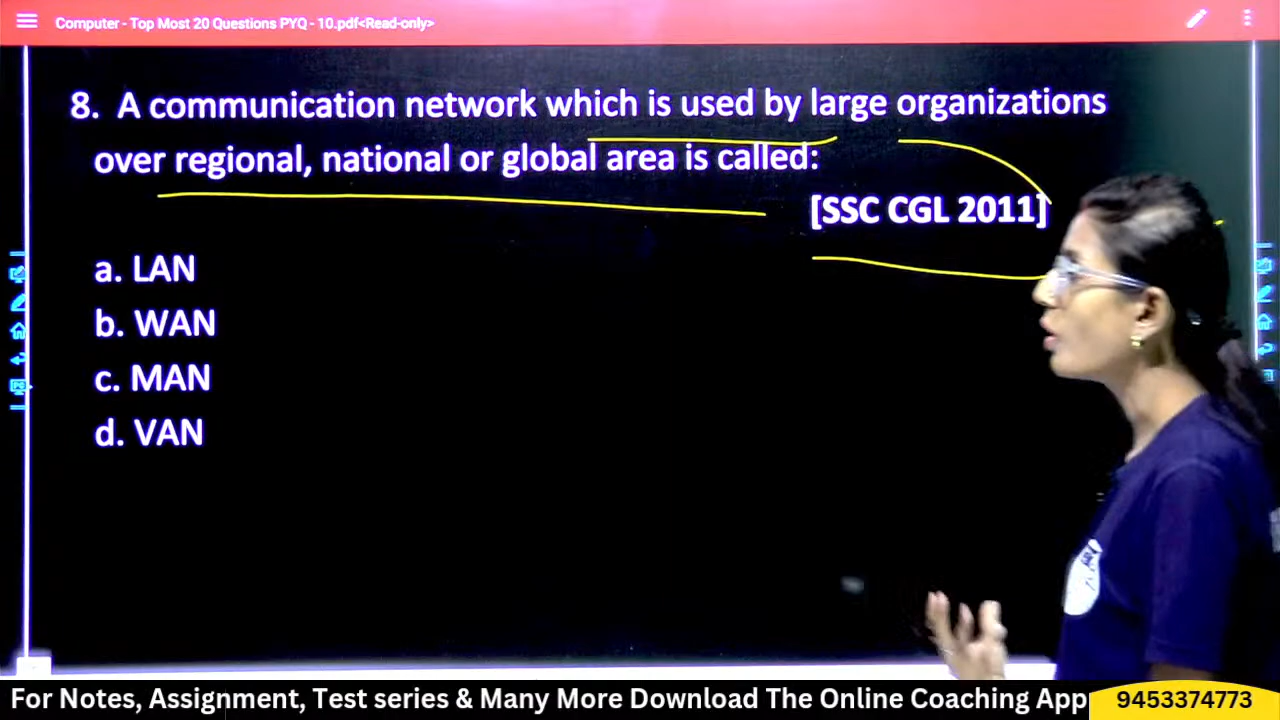 Computer - Top Most 20 Questions PYQ - 10.pdf<Read-only>
8. A communication network which is used by large organizations
over regional, national or global area is called:
[SSC CGL 2011]
a. LAN
b. WAN
c. MAN
d. VAN
For Notes, Assignment, Test series & Many More Download The Online Coaching App
9453374773